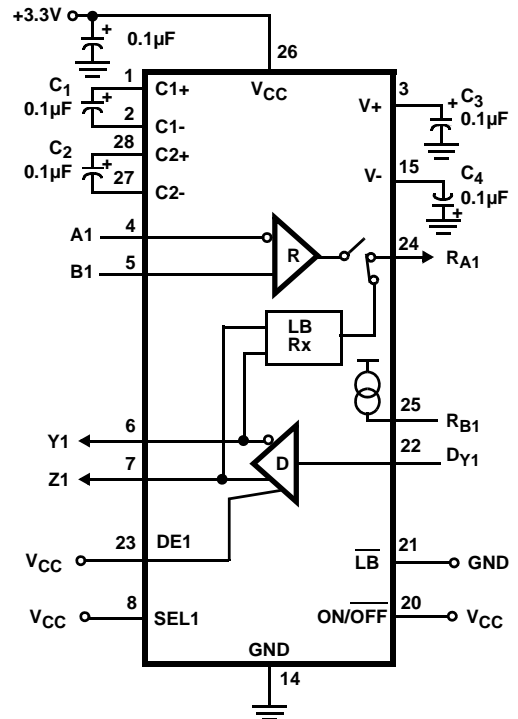 +3.3V
0.1µF
26
1
C1+
VCC
3
V+
C3
0.1µF
C1
0.1µF
2
C1-
28
C2+
C2
0.1µF
27
C2-
15
V-
C4
0.1µF
A1
4
R
24
RA1
B1
5
LB
Rx
25
RB1
Y1
6
22
DY1
Z1
7
D
VCC
23
DE1
21
LB
GND
VCC
8
SEL1
20
ON/OFF
VCC
GND
14